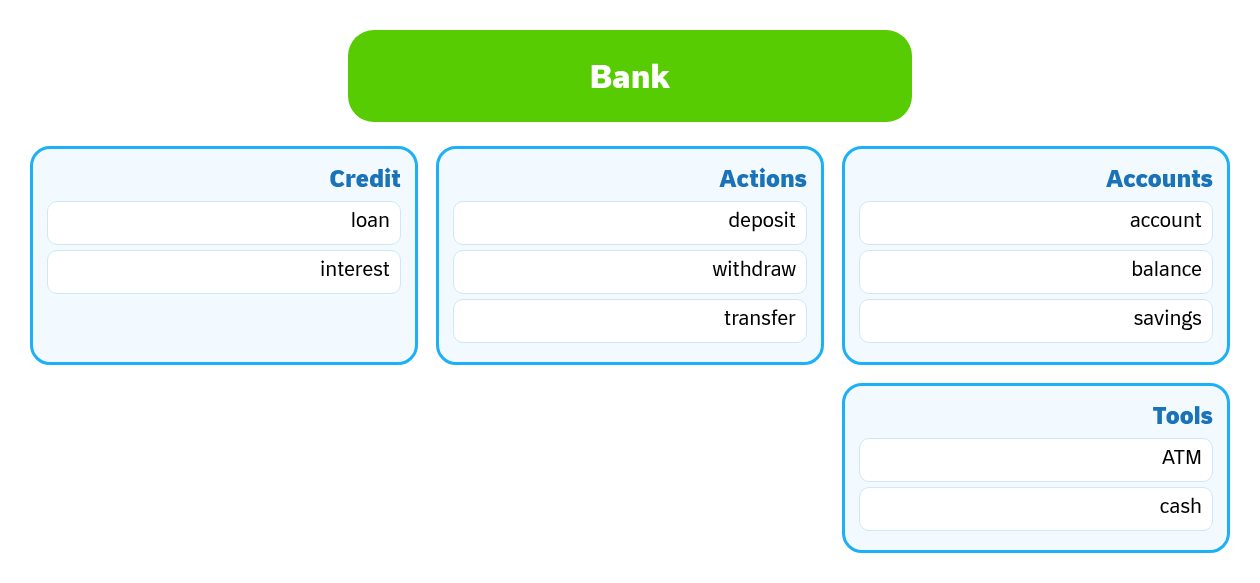 Bank
Accounts
account
balance
savings
Actions
deposit
withdraw
transfer
Credit
loan
interest
Tools
ATM
cash